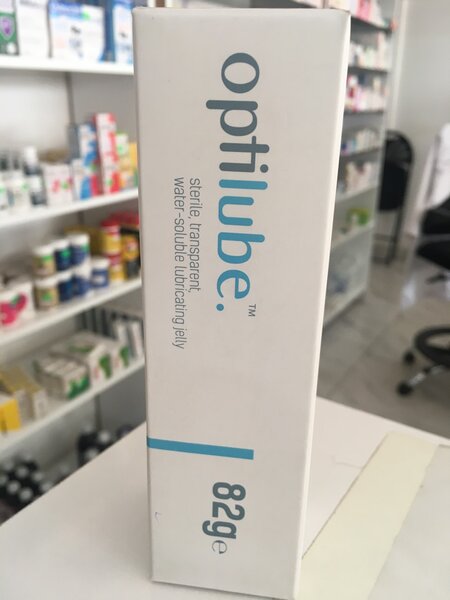 optilube.™
sterile, transparent,
water-soluble lubricating jelly
82g℮